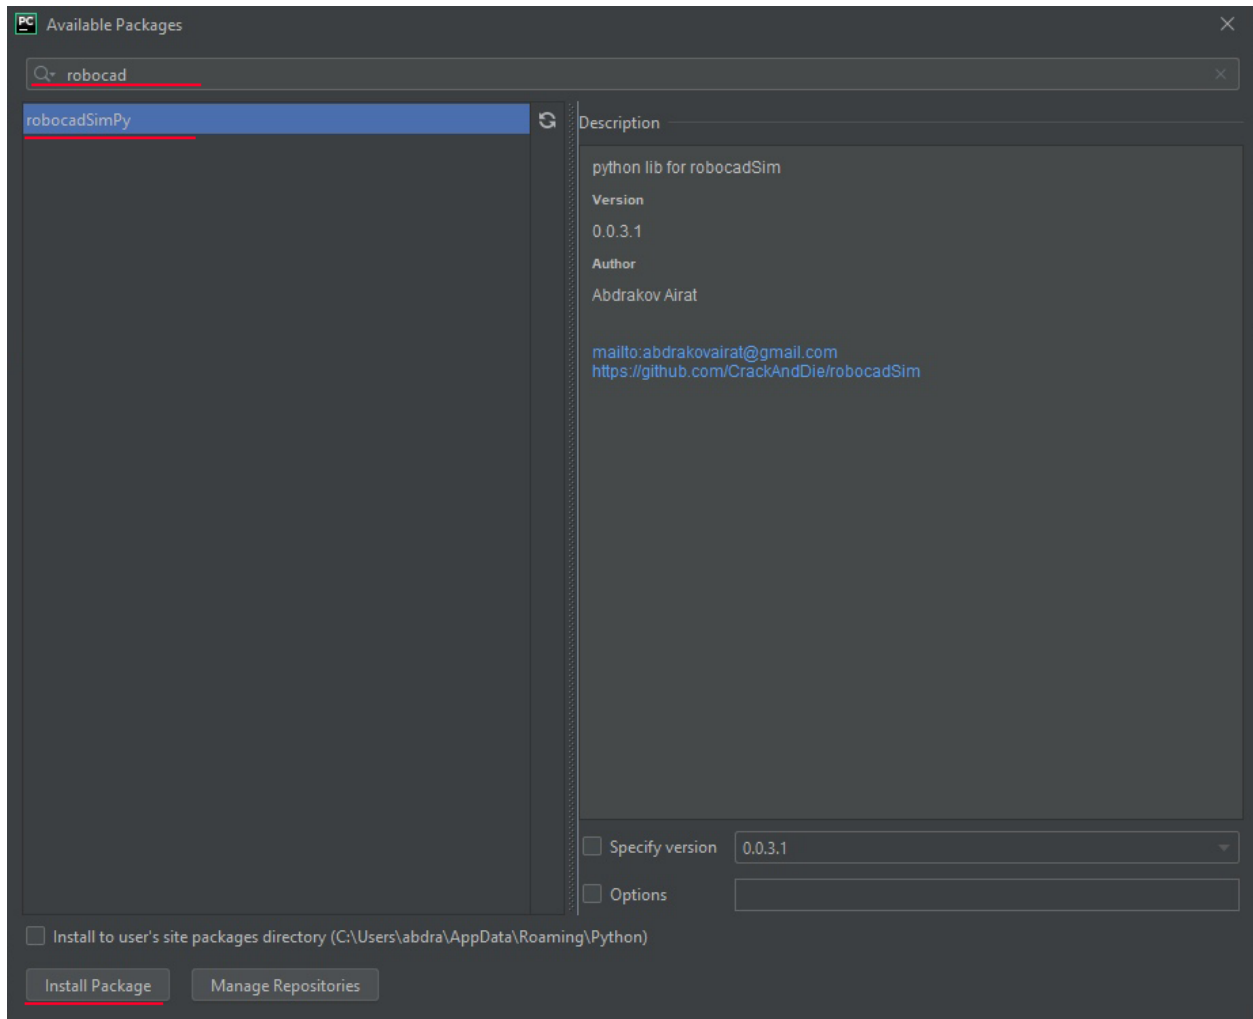 PC Available Packages
robocad
robocadSimPy
Description
python lib for robocadSim
Version
0.0.3.1
Author
Abdrakov Airat
mailto:abdrakovairat@gmail.com
https://github.com/CrackAndDie/robocadSim
Specify version 0.0.3.1
Options
Install to user's site packages directory (C:\Users\abdra\AppData\Roaming\Python)
Install Package Manage Repositories